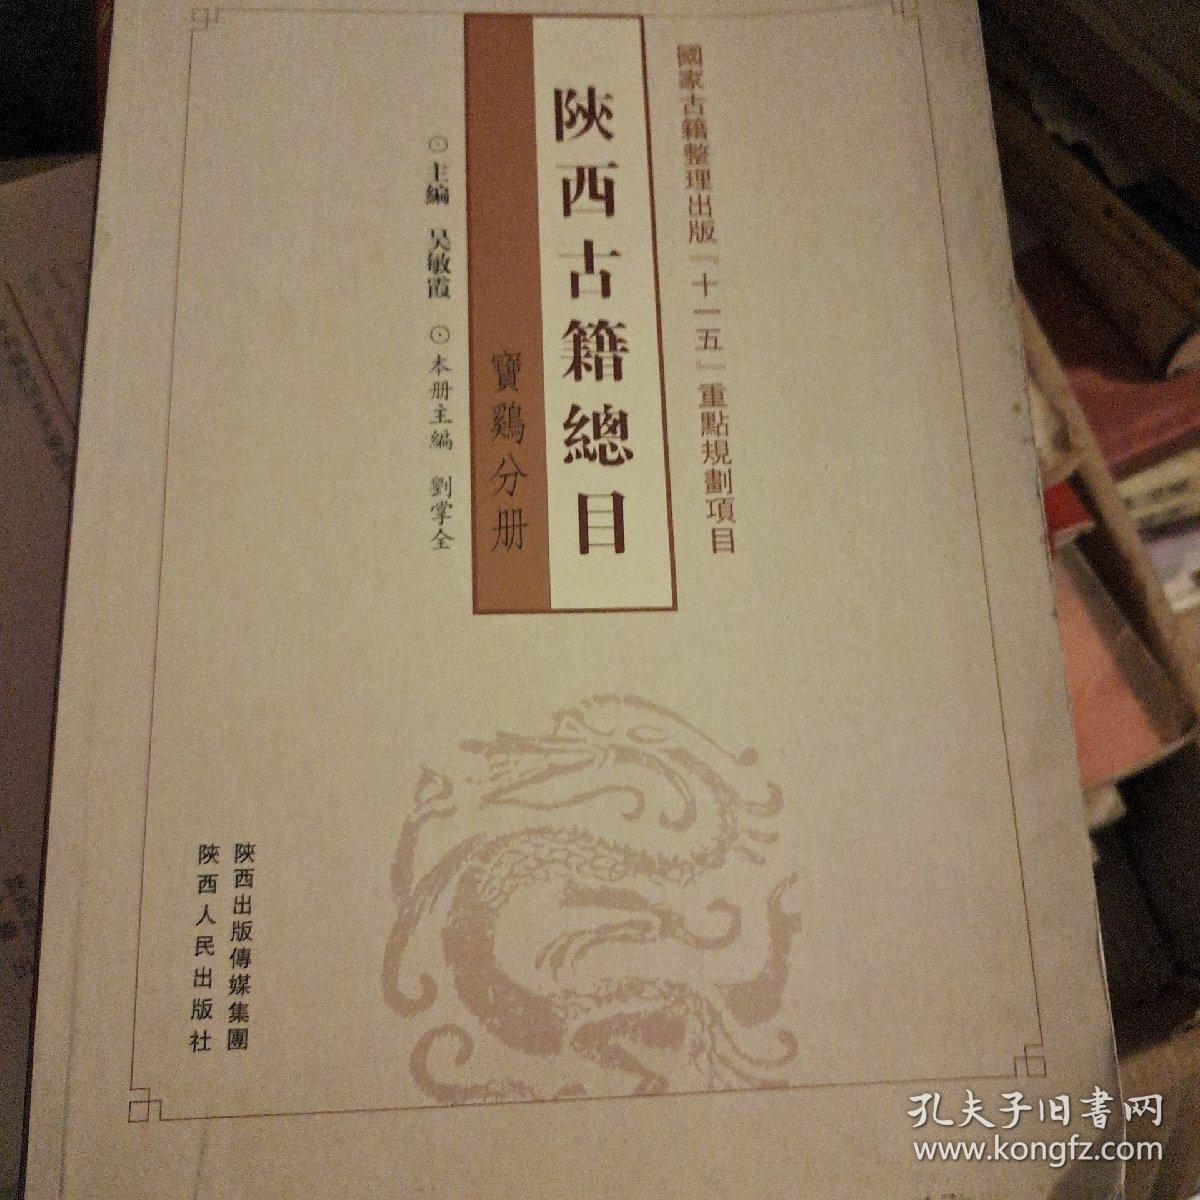 國家古籍整理出版「十一五」重點規劃項目
陝西古籍總目
寶鷄分册
⊙主編 吴敏霞 ⊙本册主編 劉掌全
陝西出版傳媒集團
陝西人民出版社
孔夫子旧書网
www.kongfz.com